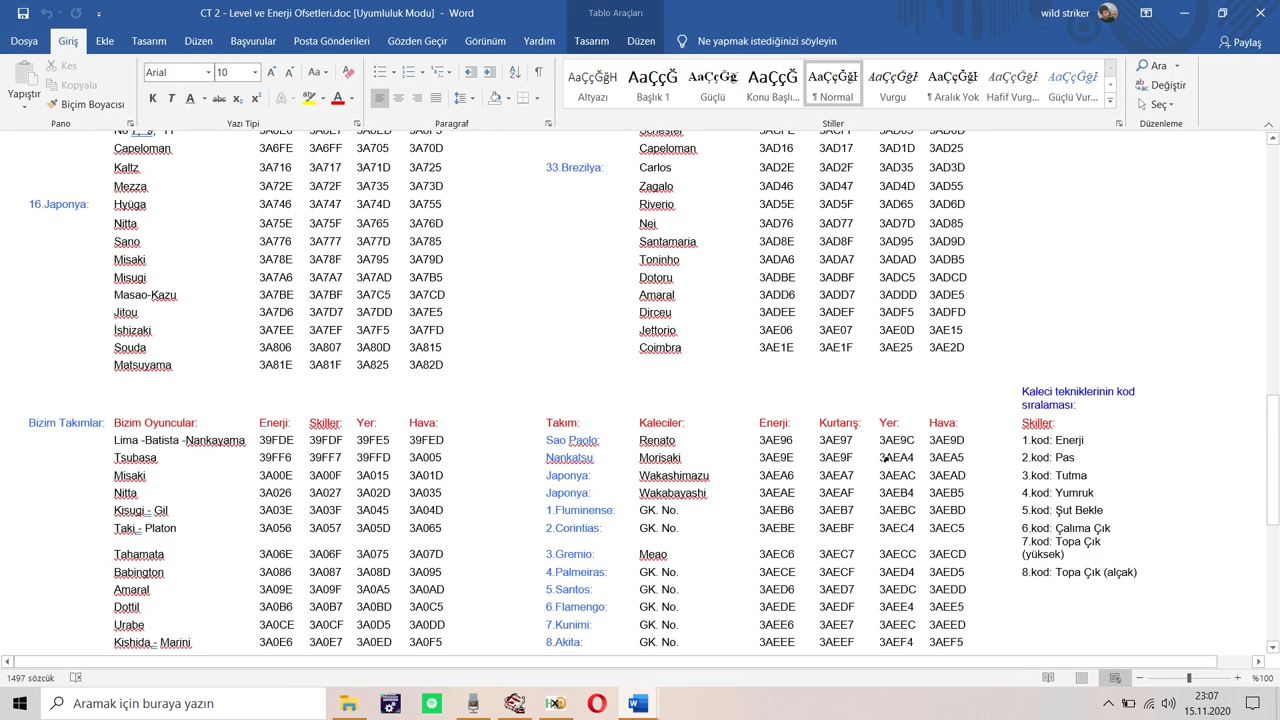 CT 2 - Level ve Enerji Ofsetleri.doc [Uyumluluk Modu] - Word
Tablo Araçları
wild striker
Dosya Giriş Ekle Tasarım Düzen Başvurular Posta Gönderileri Gözden Geçir Görünüm Yardım Tasarım Düzen Ne yapmak istediğinizi söyleyin Paylaş
Yapıştır
Kes
Kopyala
Biçim Boyacısı
Arial 10
AaÇçĞğH Altyazı
AaÇçĞ Başlık 1
AaÇçĞğ Güçlü
AaÇçĞ Konu Başl...
AaÇçĞğł ¶ Normal
AaÇçĞğH Vurgu
AaÇçĞğH ¶ Aralık Yok
AaÇçĞğH Hafif Vurg...
AaÇçĞğH Güçlü Vur...
Ara
Değiştir
Seç
Pano Yazı Tipi Paragraf Stiller Düzenleme
Capeloman 3A6FE 3A6FF 3A705 3A70D Capeloman 3AD16 3AD17 3AD1D 3AD25
Kaltz 3A716 3A717 3A71D 3A725 33.Brezilya: Carlos 3AD2E 3AD2F 3AD35 3AD3D
Mezza 3A72E 3A72F 3A735 3A73D Zagalo 3AD46 3AD47 3AD4D 3AD55
16.Japonya: Hyüga 3A746 3A747 3A74D 3A755 Riverio 3AD5E 3AD5F 3AD65 3AD6D
Nitta 3A75E 3A75F 3A765 3A76D Nei 3AD76 3AD77 3AD7D 3AD85
Sano 3A776 3A777 3A77D 3A785 Santamaria 3AD8E 3AD8F 3AD95 3AD9D
Misaki 3A78E 3A78F 3A795 3A79D Toninho 3ADA6 3ADA7 3ADAD 3ADB5
Misugi 3A7A6 3A7A7 3A7AD 3A7B5 Dotoru 3ADBE 3ADBF 3ADC5 3ADCD
Masao-Kazu 3A7BE 3A7BF 3A7C5 3A7CD Amaral 3ADD6 3ADD7 3ADDD 3ADE5
Jitou 3A7D6 3A7D7 3A7DD 3A7E5 Dirceu 3ADEE 3ADEF 3ADF5 3ADFD
İshizaki 3A7EE 3A7EF 3A7F5 3A7FD Jettorio 3AE06 3AE07 3AE0D 3AE15
Souda 3A806 3A807 3A80D 3A815 Coimbra 3AE1E 3AE1F 3AE25 3AE2D
Matsuyama 3A81E 3A81F 3A825 3A82D
Kaleci tekniklerinin kod
sıralaması:
Bizim Takımlar: Bizim Oyuncular: Enerji: Skiller: Yer: Hava: Takım: Kaleciler: Enerji: Kurtarış: Yer: Hava: Skiller:
Lima -Batista -Nankayama 39FDE 39FDF 39FE5 39FED Sao Paolo: Renato 3AE96 3AE97 3AE9C 3AE9D 1.kod: Enerji
Tsubasa 39FF6 39FF7 39FFD 3A005 Nankatsu Morisaki 3AE9E 3AE9F 3AEA4 3AEA5 2.kod: Pas
Misaki 3A00E 3A00F 3A015 3A01D Japonya: Wakashimazu 3AEA6 3AEA7 3AEAC 3AEAD 3.kod: Tutma
Nitta 3A026 3A027 3A02D 3A035 Japonya: Wakabayashi 3AEAE 3AEAF 3AEB4 3AEB5 4.kod: Yumruk
Kisugi - Gil 3A03E 3A03F 3A045 3A04D 1.Fluminense: GK. No. 3AEB6 3AEB7 3AEBC 3AEBD 5.kod: Şut Bekle
Taki - Platon 3A056 3A057 3A05D 3A065 2.Corintias: GK. No. 3AEBE 3AEBF 3AEC4 3AEC5 6.kod: Çalıma Çık
7.kod: Topa Çık
Tahamata 3A06E 3A06F 3A075 3A07D 3.Gremio: Meao 3AEC6 3AEC7 3AECC 3AECD (yüksek)
Babington 3A086 3A087 3A08D 3A095 4.Palmeiras: GK. No. 3AECE 3AECF 3AED4 3AED5 8.kod: Topa Çık (alçak)
Amaral 3A09E 3A09F 3A0A5 3A0AD 5.Santos: GK. No. 3AED6 3AED7 3AEDC 3AEDD
Dottil 3A0B6 3A0B7 3A0BD 3A0C5 6.Flamengo: GK. No. 3AEDE 3AEDF 3AEE4 3AEE5
Urabe 3A0CE 3A0CF 3A0D5 3A0DD 7.Kunimi: GK. No. 3AEE6 3AEE7 3AEEC 3AEED
Kishida - Marini 3A0E6 3A0E7 3A0ED 3A0F5 8.Akita: GK. No. 3AEEE 3AEEF 3AEF4 3AEF5
1497 sözcük %100
Aramak için buraya yazın
23:07
15.11.2020